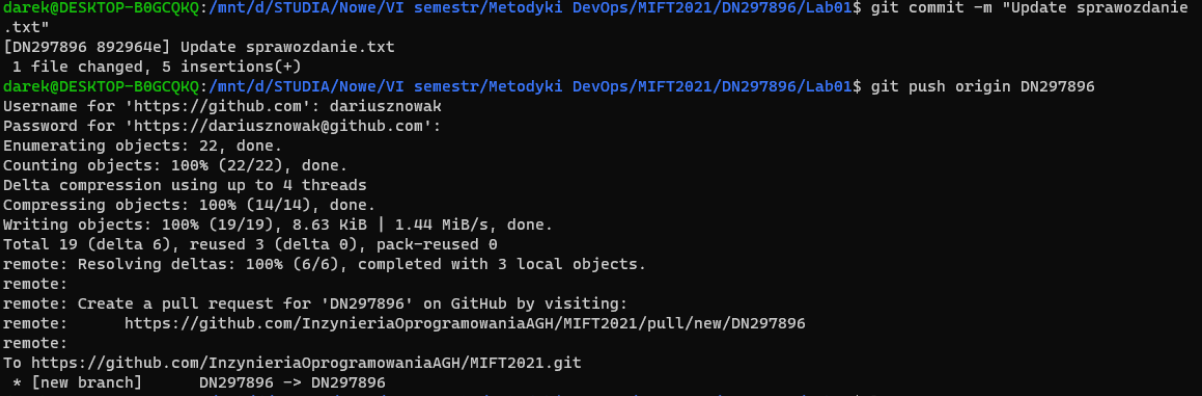 darek@DESKTOP-B0GCQKQ:/mnt/d/STUDIA/Nowe/VI semestr/Metodyki DevOps/MIFT2021/DN297896/Lab01$ git commit -m "Update sprawozdanie
.txt"
[DN297896 892964e] Update sprawozdanie.txt
 1 file changed, 5 insertions(+)
darek@DESKTOP-B0GCQKQ:/mnt/d/STUDIA/Nowe/VI semestr/Metodyki DevOps/MIFT2021/DN297896/Lab01$ git push origin DN297896
Username for 'https://github.com': dariusznowak
Password for 'https://dariusznowak@github.com':
Enumerating objects: 22, done.
Counting objects: 100% (22/22), done.
Delta compression using up to 4 threads
Compressing objects: 100% (14/14), done.
Writing objects: 100% (19/19), 8.63 KiB | 1.44 MiB/s, done.
Total 19 (delta 6), reused 3 (delta 0), pack-reused 0
remote: Resolving deltas: 100% (6/6), completed with 3 local objects.
remote:
remote: Create a pull request for 'DN297896' on GitHub by visiting:
remote:      https://github.com/InzynieriaOprogramowaniaAGH/MIFT2021/pull/new/DN297896
remote:
To https://github.com/InzynieriaOprogramowaniaAGH/MIFT2021.git
 * [new branch]      DN297896 -> DN297896